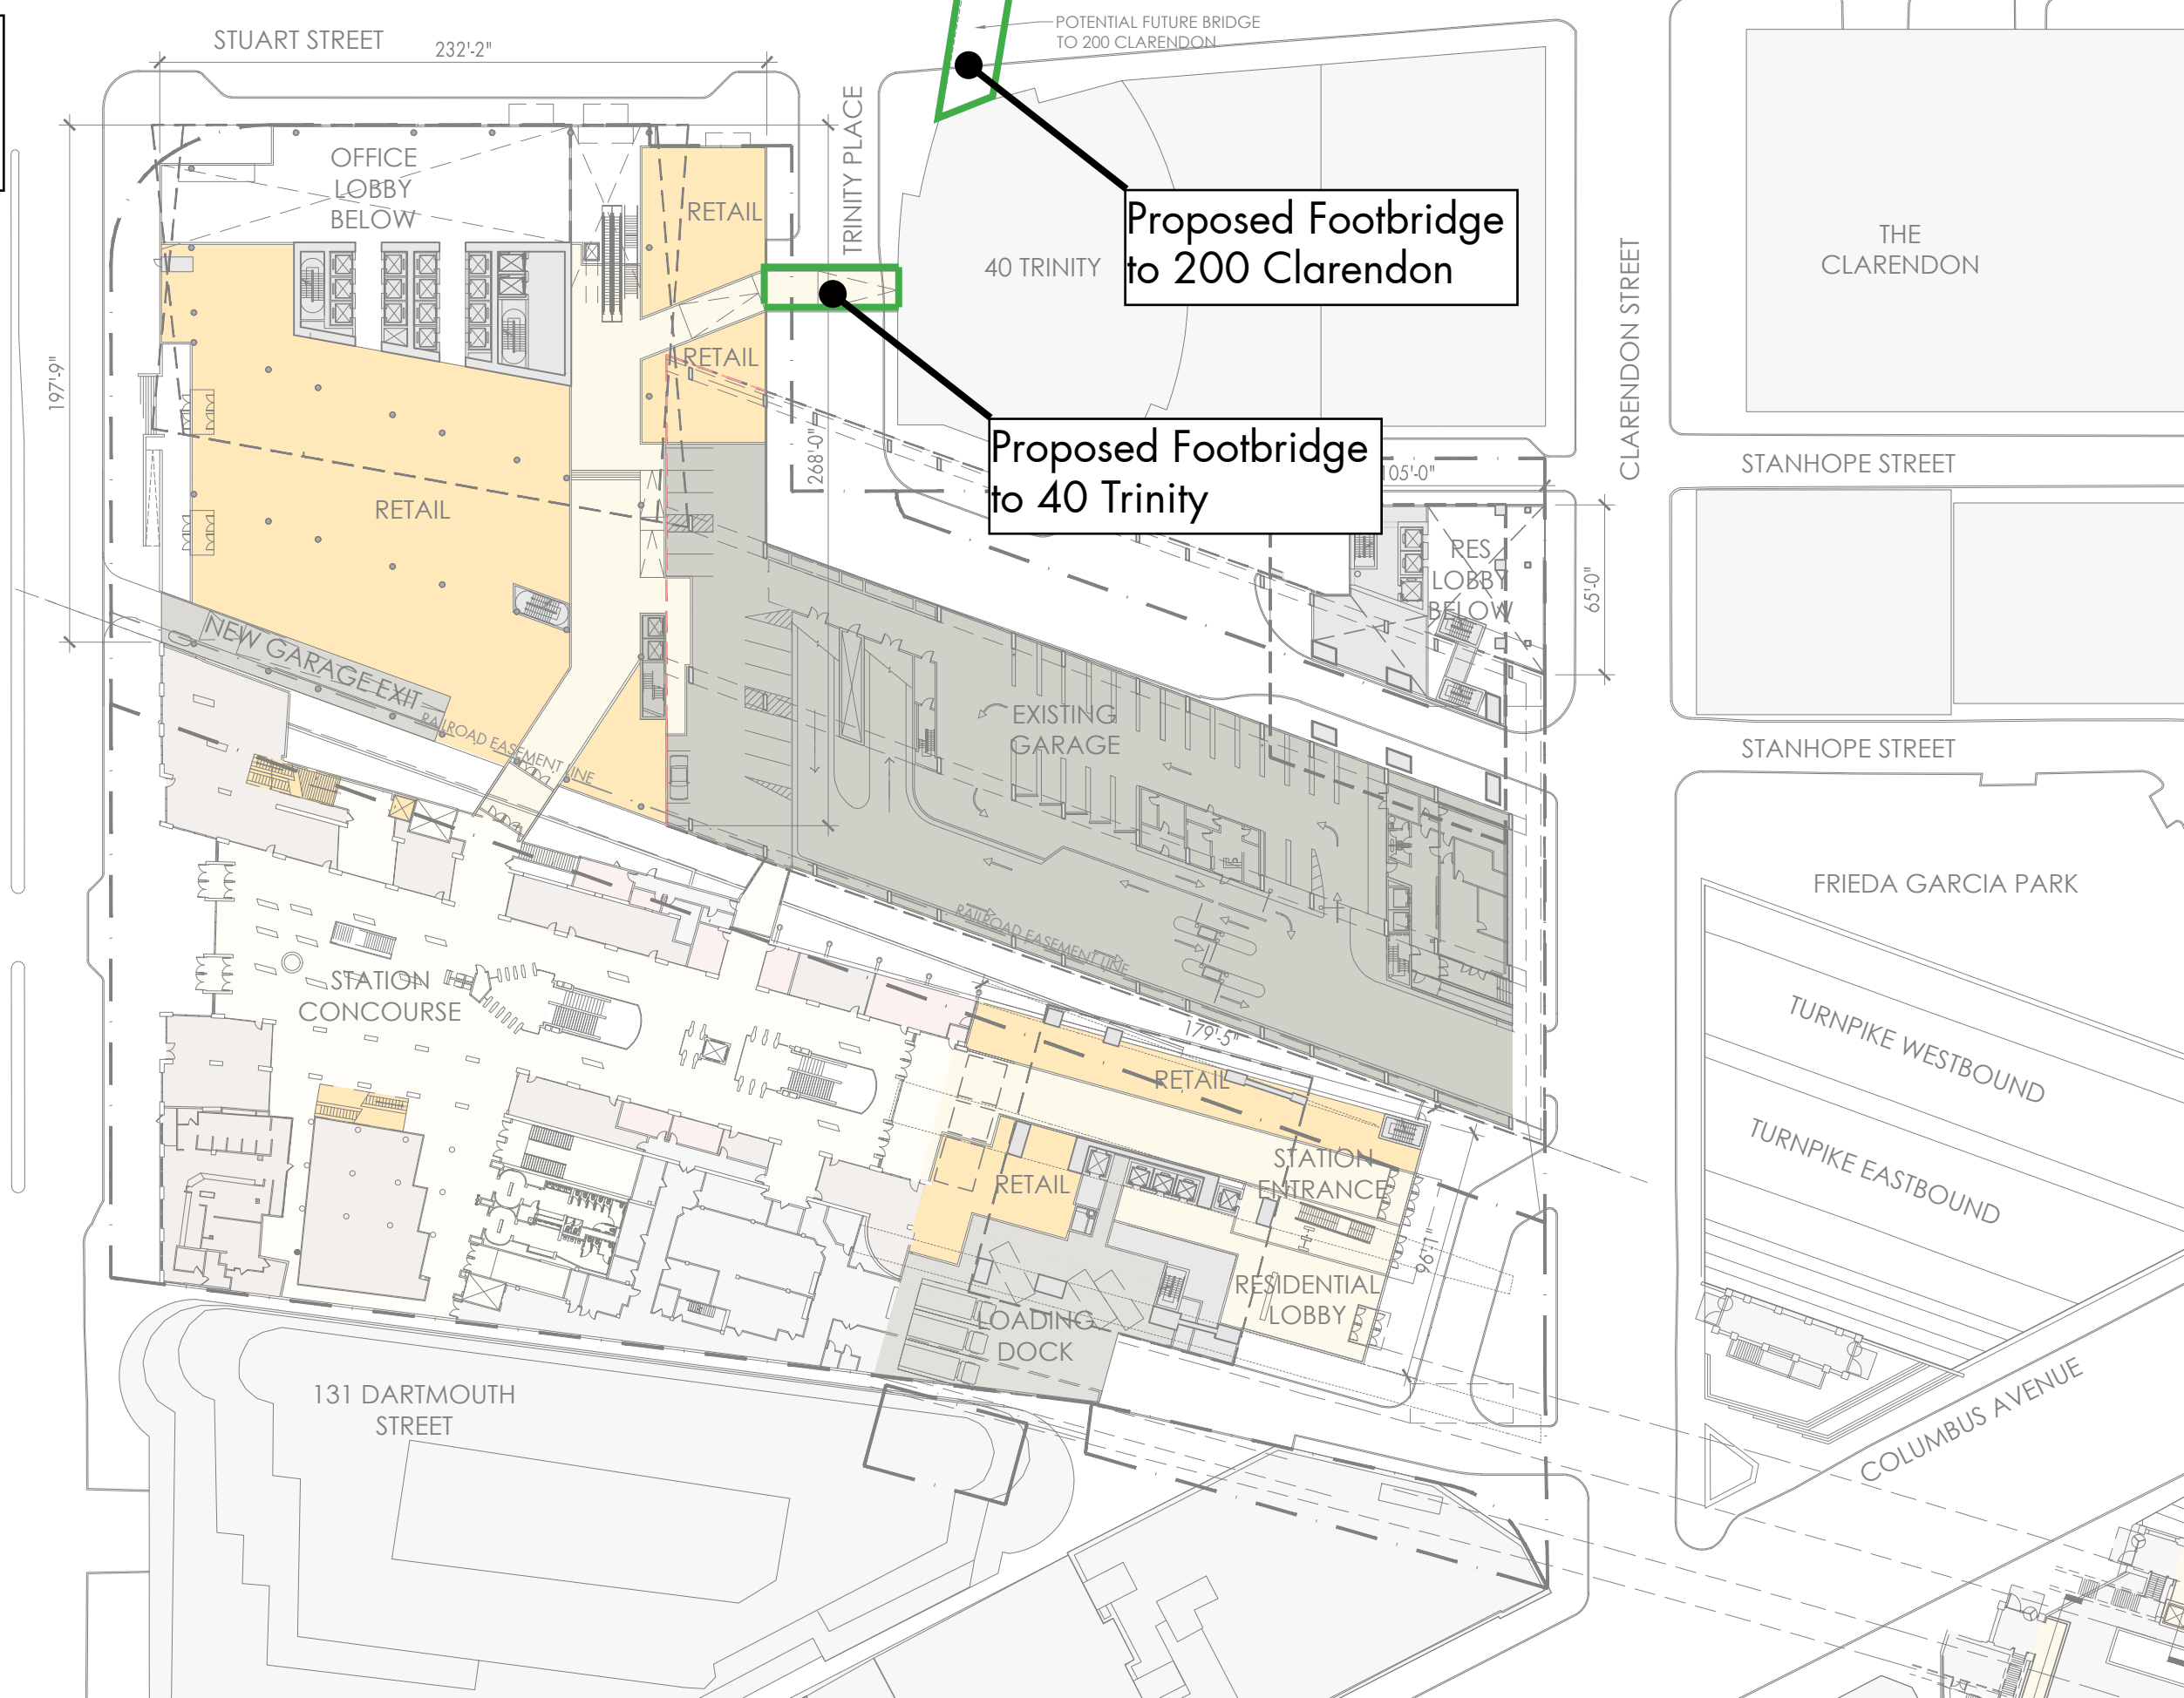 POTENTIAL FUTURE BRIDGE
TO 200 CLARENDON
STUART STREET
232'-2"
TRINITY PLACE
OFFICE
LOBBY
BELOW
RETAIL
Proposed Footbridge
to 200 Clarendon
40 TRINITY
THE
CLARENDON
CLARENDON STREET
197'-9"
RETAIL
268'-0"
Proposed Footbridge
to 40 Trinity
105'-0"
STANHOPE STREET
RETAIL
RES
LOBBY
BELOW
65'-0"
NEW GARAGE EXIT
RAILROAD EASEMENT LINE
EXISTING
GARAGE
STANHOPE STREET
FRIEDA GARCIA PARK
RAILROAD EASEMENT LINE
STATION
CONCOURSE
179'-5"
TURNPIKE WESTBOUND
RETAIL
TURNPIKE EASTBOUND
STATION
ENTRANCE
RETAIL
96'-1"
RESIDENTIAL
LOBBY
LOADING
DOCK
131 DARTMOUTH
STREET
COLUMBUS AVENUE